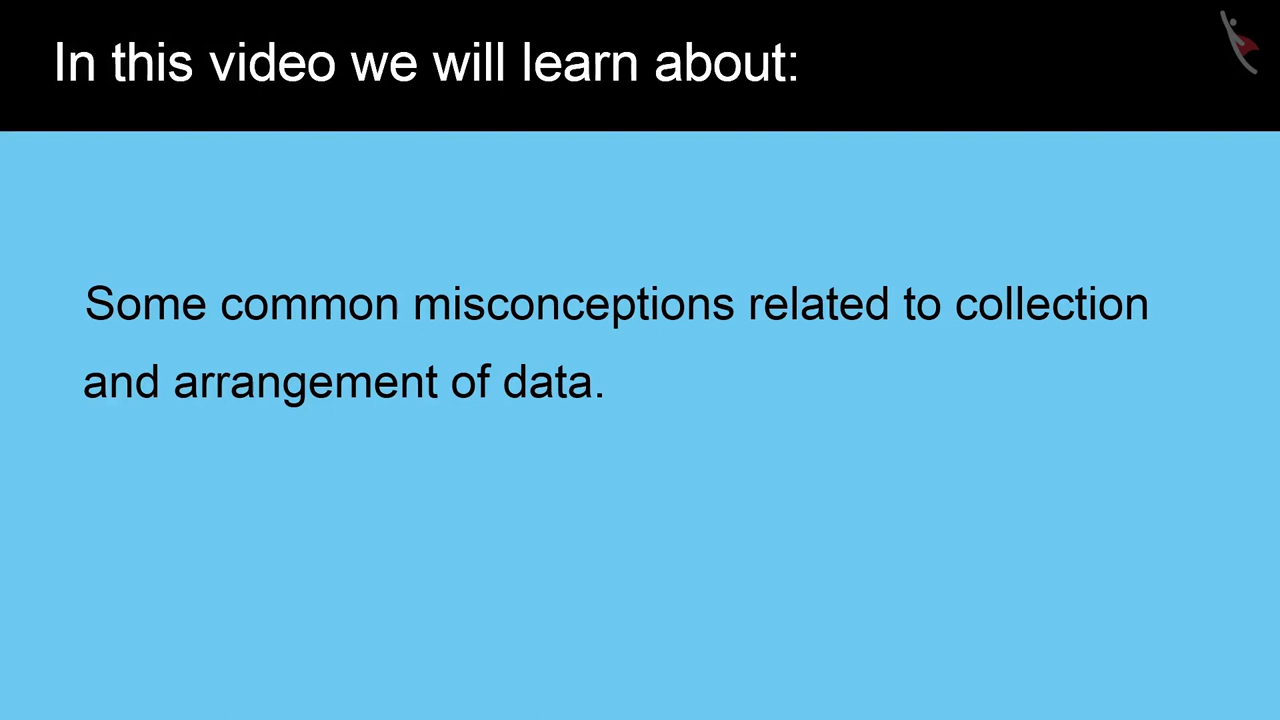 In this video we will learn about:
Some common misconceptions related to collection
and arrangement of data.